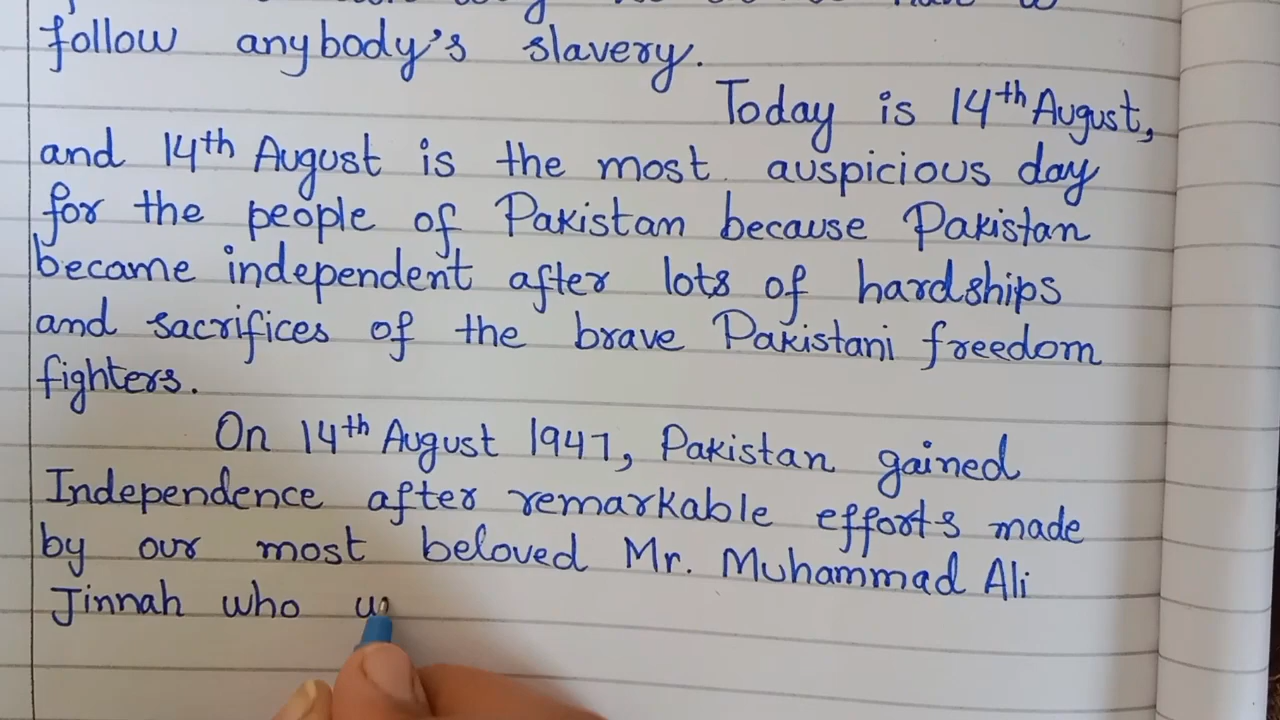 follow anybody's slavery.
Today is 14th August,
and 14th August is the most auspicious day
for the people of Pakistan because Pakistan
became independent after lots of hardships
and sacrifices of the brave Pakistani freedom
fighters.
On 14th August 1947, Pakistan gained
Independence after remarkable efforts made
by our most beloved Mr. Muhammad Ali
Jinnah who